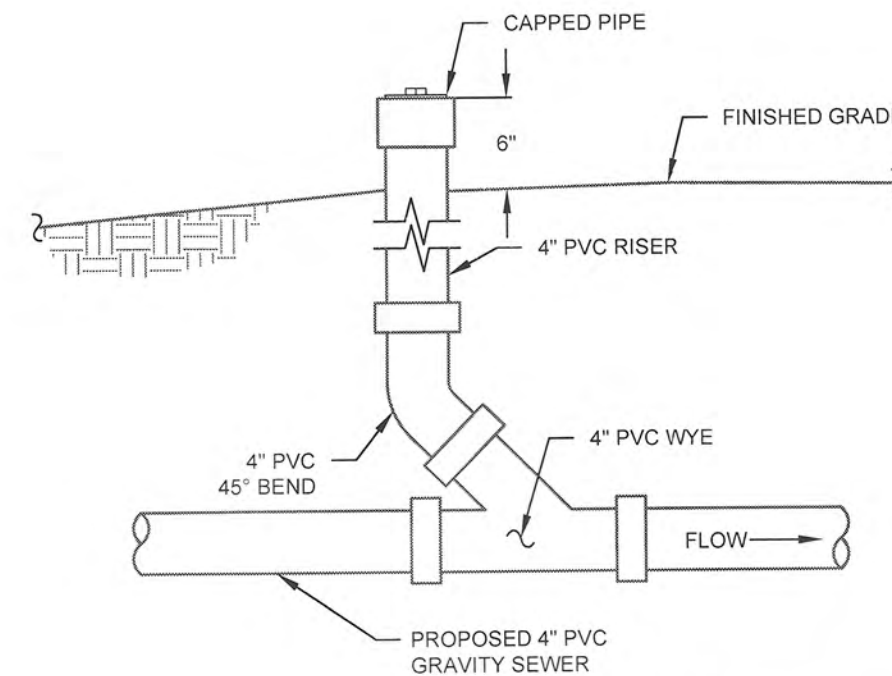 CAPPED PIPE
FINISHED GRAD
6"
4" PVC RISER
4" PVC WYE
4" PVC
45° BEND
FLOW
PROPOSED 4" PVC
GRAVITY SEWER